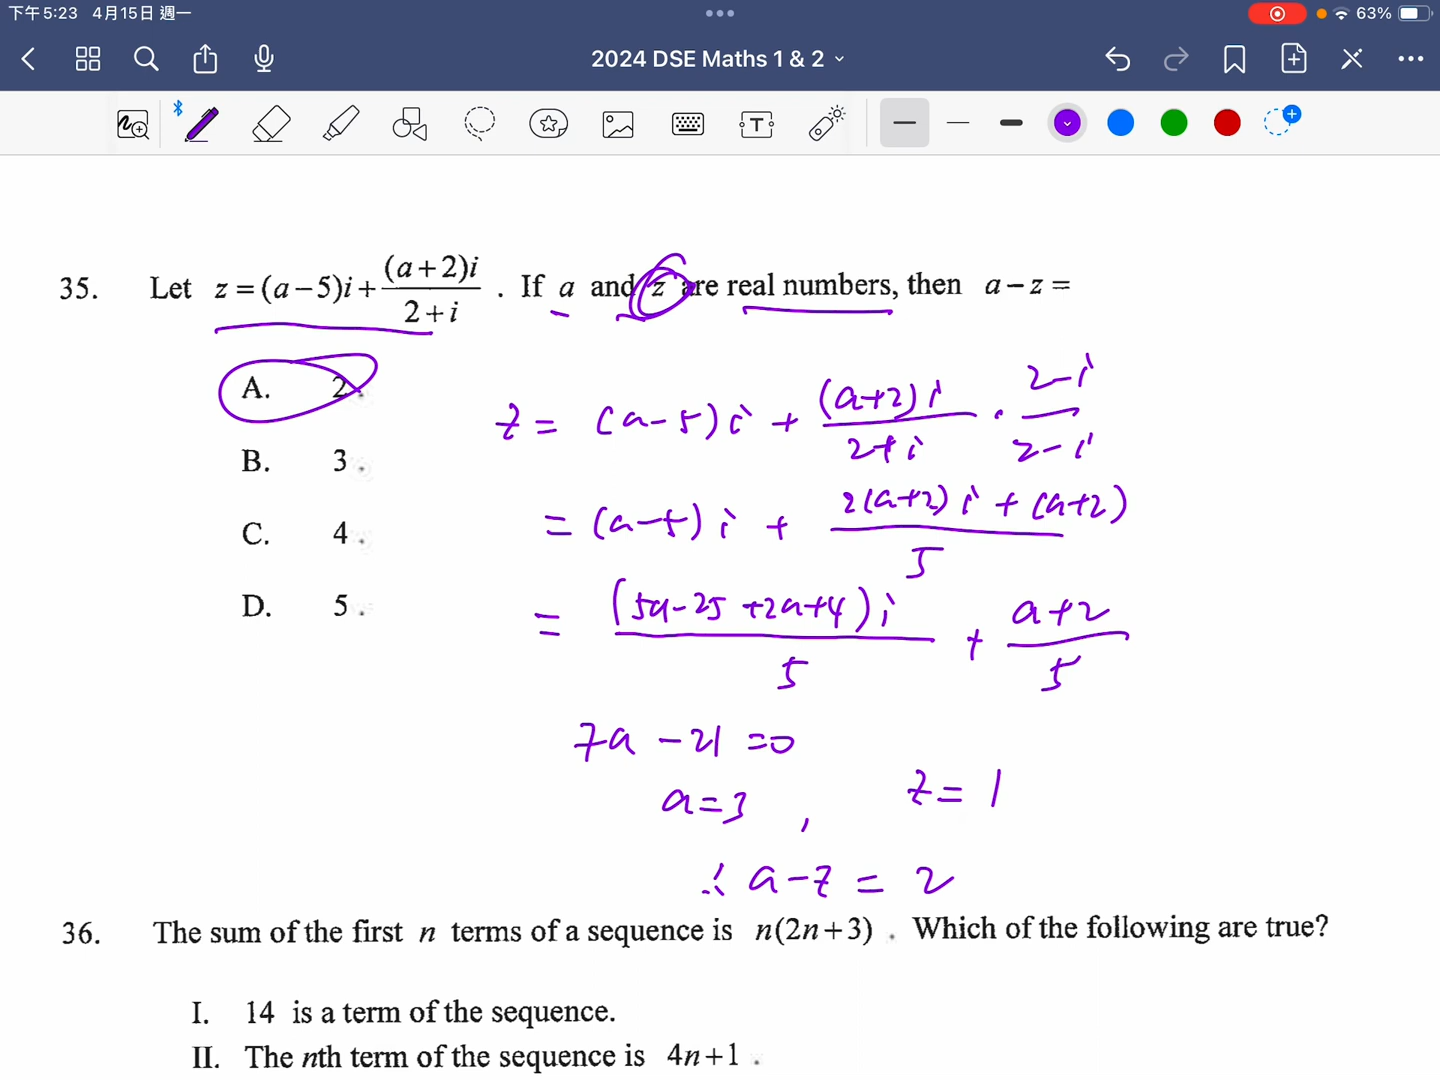 下午5:23 4月15日 週一
63%
2024 DSE Maths 1 & 2
T
35. Let z = (a−5)i + (a+2)i / 2+i . If a and z are real numbers, then a − z =
A. 2 .
B. 3 .
C. 4 .
D. 5 .
z = (a−5)i + (a+2)i / 2+i · 2−i / 2−i
= (a−5)i + 2(a+2)i + (a+2) / 5
= (5a−25+2a+4)i / 5 + a+2 / 5
7a − 21 = 0
a = 3 , z = 1
∴ a − z = 2
36. The sum of the first n terms of a sequence is n(2n+3) . Which of the following are true?
I. 14 is a term of the sequence.
II. The nth term of the sequence is 4n+1 .